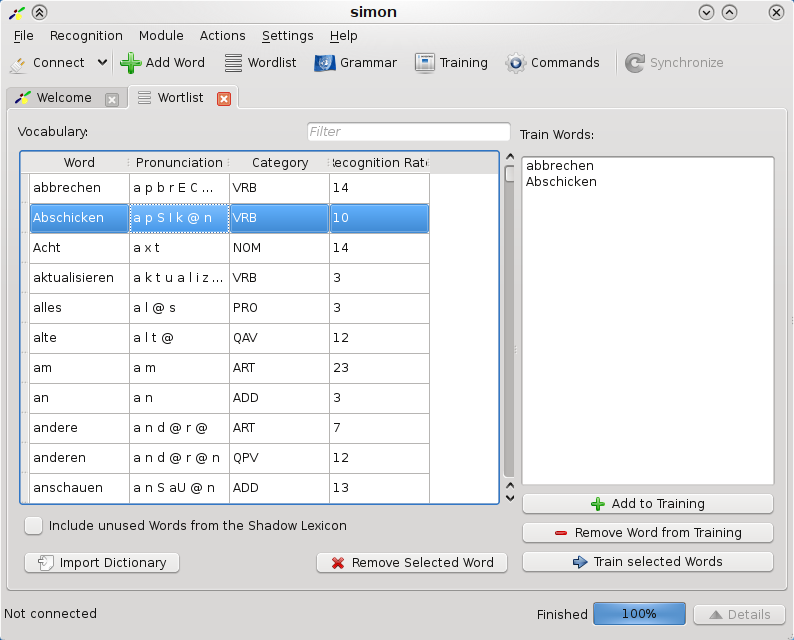 simon
File Recognition Module Actions Settings Help
Connect Add Word Wordlist Grammar Training Commands Synchronize
Welcome Wortlist
Vocabulary: Filter Train Words:
Word Pronunciation Category Recognition Rate
abbrechen a p b r E C ... VRB 14
Abschicken a p S I k @ n VRB 10
Acht a x t NOM 14
aktualisieren a k t u a l i z ... VRB 3
alles a l @ s PRO 3
alte a l t @ QAV 12
am a m ART 23
an a n ADD 3
andere a n d @ r @ ART 7
anderen a n d @ r @ n QPV 12
anschauen a n S aU @ n ADD 13
abbrechen
Abschicken
Add to Training
Include unused Words from the Shadow Lexicon
Remove Word from Training
Import Dictionary Remove Selected Word Train selected Words
Not connected Finished 100% Details